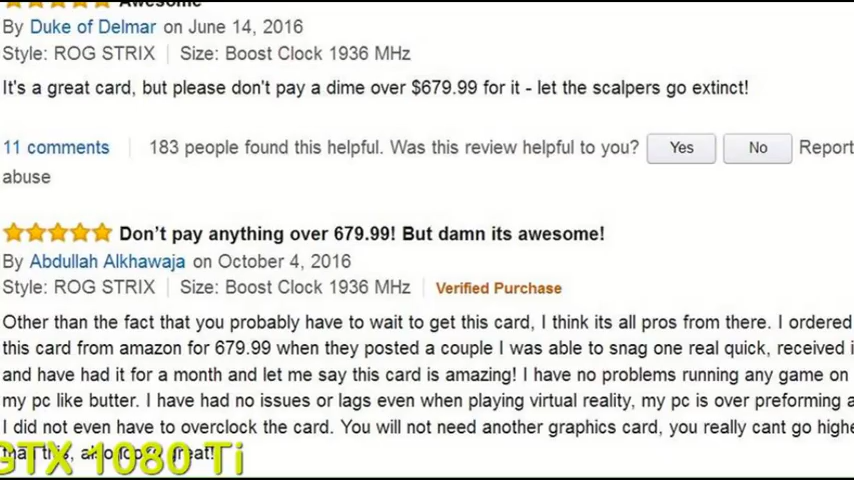 Awesome
By Duke of Delmar on June 14, 2016
Style: ROG STRIX | Size: Boost Clock 1936 MHz
It's a great card, but please don't pay a dime over $679.99 for it - let the scalpers go extinct!
11 comments | 183 people found this helpful. Was this review helpful to you? Yes No Report
abuse
Don't pay anything over 679.99! But damn its awesome!
By Abdullah Alkhawaja on October 4, 2016
Style: ROG STRIX | Size: Boost Clock 1936 MHz | Verified Purchase
Other than the fact that you probably have to wait to get this card, I think its all pros from there. I ordered
this card from amazon for 679.99 when they posted a couple I was able to snag one real quick, received i
and have had it for a month and let me say this card is amazing! I have no problems running any game on
my pc like butter. I have had no issues or lags even when playing virtual reality, my pc is over preforming a
I did not even have to overclock the card. You will not need another graphics card, you really cant go highe
than this, also great!
GTX 1080 Ti